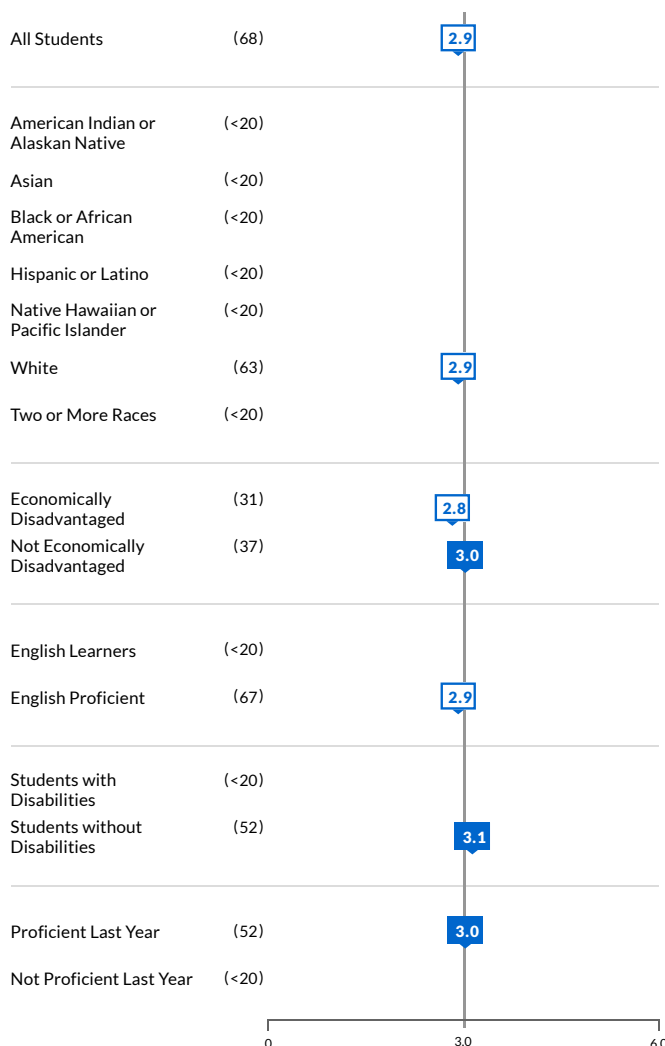 All Students (68) 2.9
American Indian or (<20)
Alaskan Native
Asian (<20)
Black or African (<20)
American
Hispanic or Latino (<20)
Native Hawaiian or (<20)
Pacific Islander
White (63) 2.9
Two or More Races (<20)
Economically (31) 2.8
Disadvantaged
Not Economically (37) 3.0
Disadvantaged
English Learners (<20)
English Proficient (67) 2.9
Students with (<20)
Disabilities
Students without (52) 3.1
Disabilities
Proficient Last Year (52) 3.0
Not Proficient Last Year (<20)
0 3.0 6.0